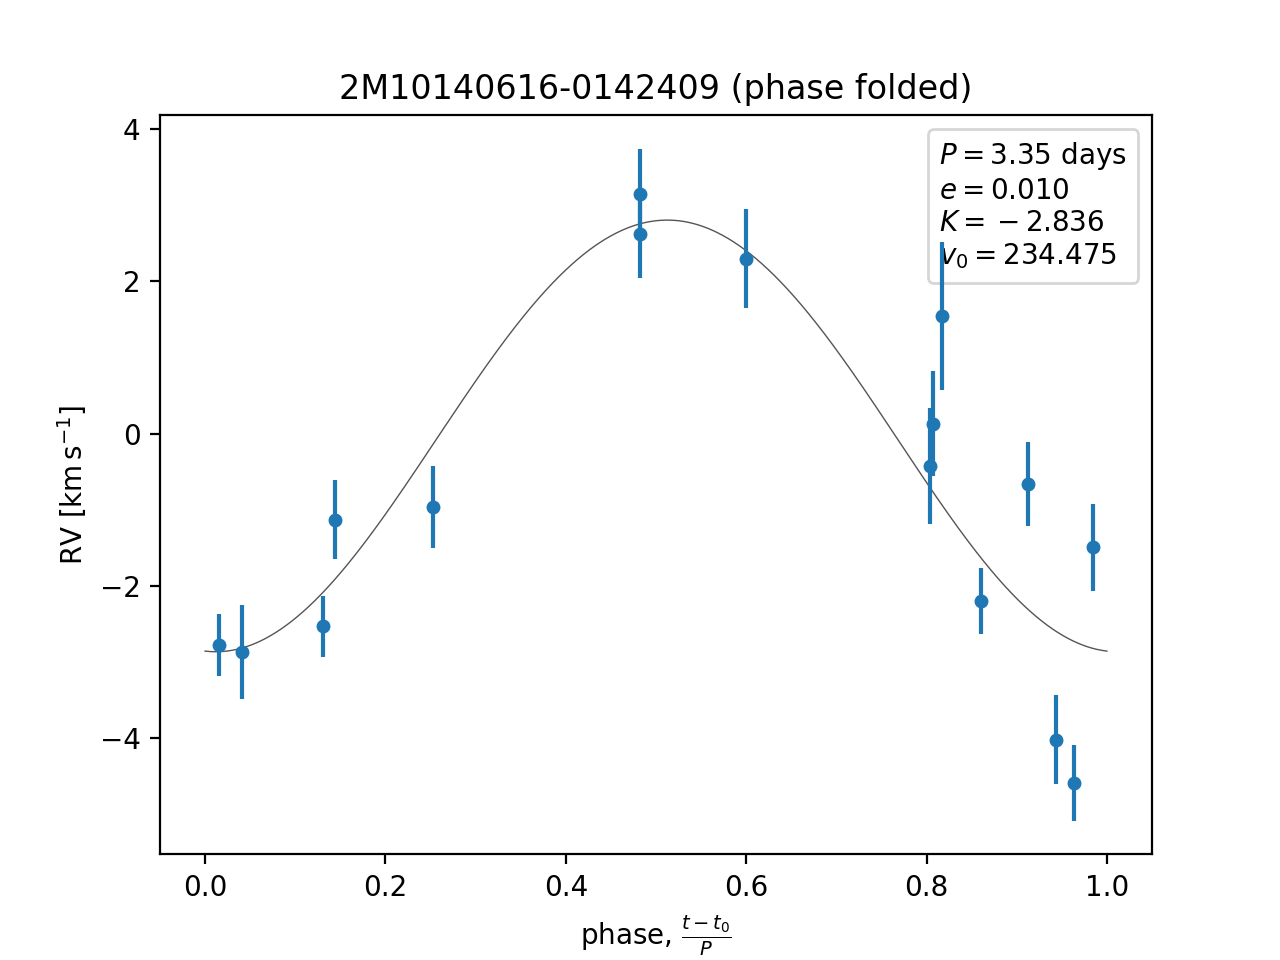 2M10140616-0142409 (phase folded)
P = 3.35 days
e = 0.010
K = −2.836
v₀ = 234.475
RV [km s⁻¹]
4
2
0
−2
−4
0.0 0.2 0.4 0.6 0.8 1.0
phase, (t − t₀)/P